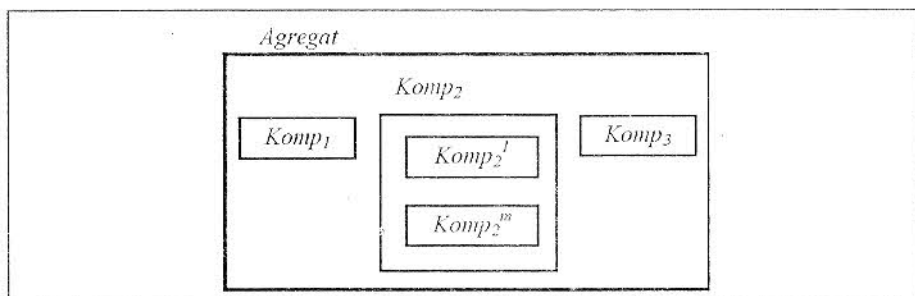 Agregat
Komp₂
Komp₁
Komp₃
Komp₂¹
Komp₂ᵐ